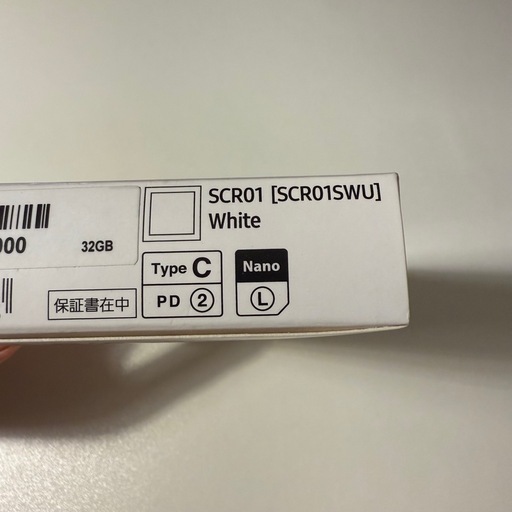 SCR01 [SCR01SWU]
White
000
32GB
Type C
PD 2
Nano
L
保証書在中